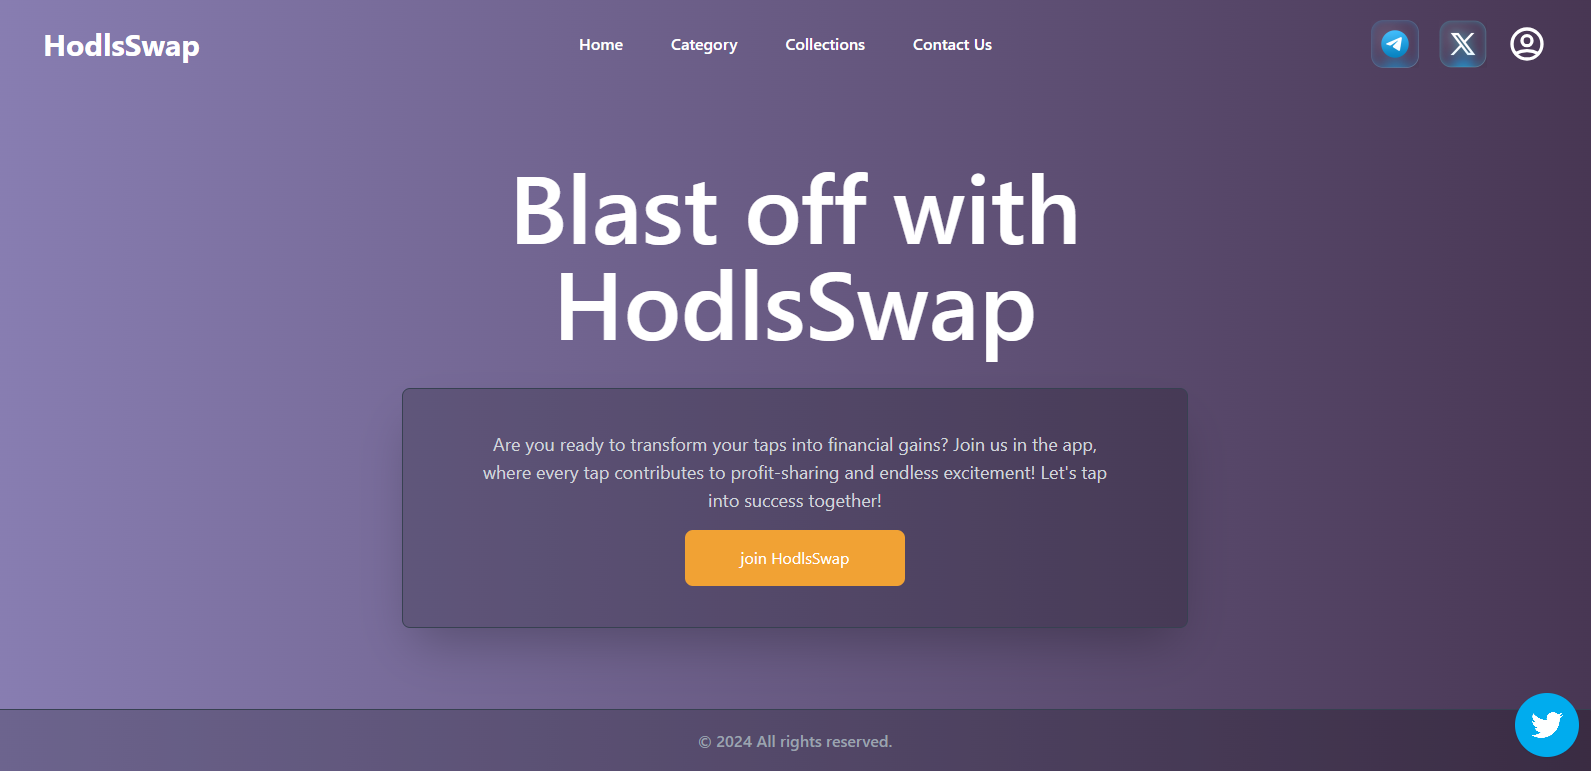 HodlsSwap
Home
Category
Collections
Contact Us
Blast off with
HodlsSwap
Are you ready to transform your taps into financial gains? Join us in the app,
where every tap contributes to profit-sharing and endless excitement! Let's tap
into success together!
join HodlsSwap
© 2024 All rights reserved.